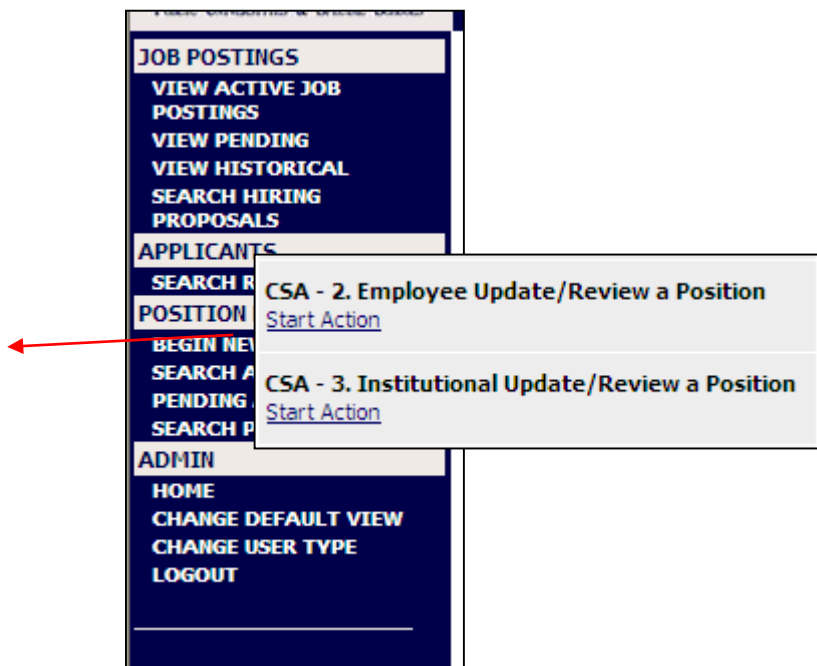 JOB POSTINGS
VIEW ACTIVE JOB
POSTINGS
VIEW PENDING
VIEW HISTORICAL
SEARCH HIRING
PROPOSALS
APPLICANTS
SEARCH
POSITION
BEGIN
SEARCH
PENDING
SEARCH
CSA - 2. Employee Update/Review a Position
Start Action
CSA - 3. Institutional Update/Review a Position
Start Action
ADMIN
HOME
CHANGE DEFAULT VIEW
CHANGE USER TYPE
LOGOUT